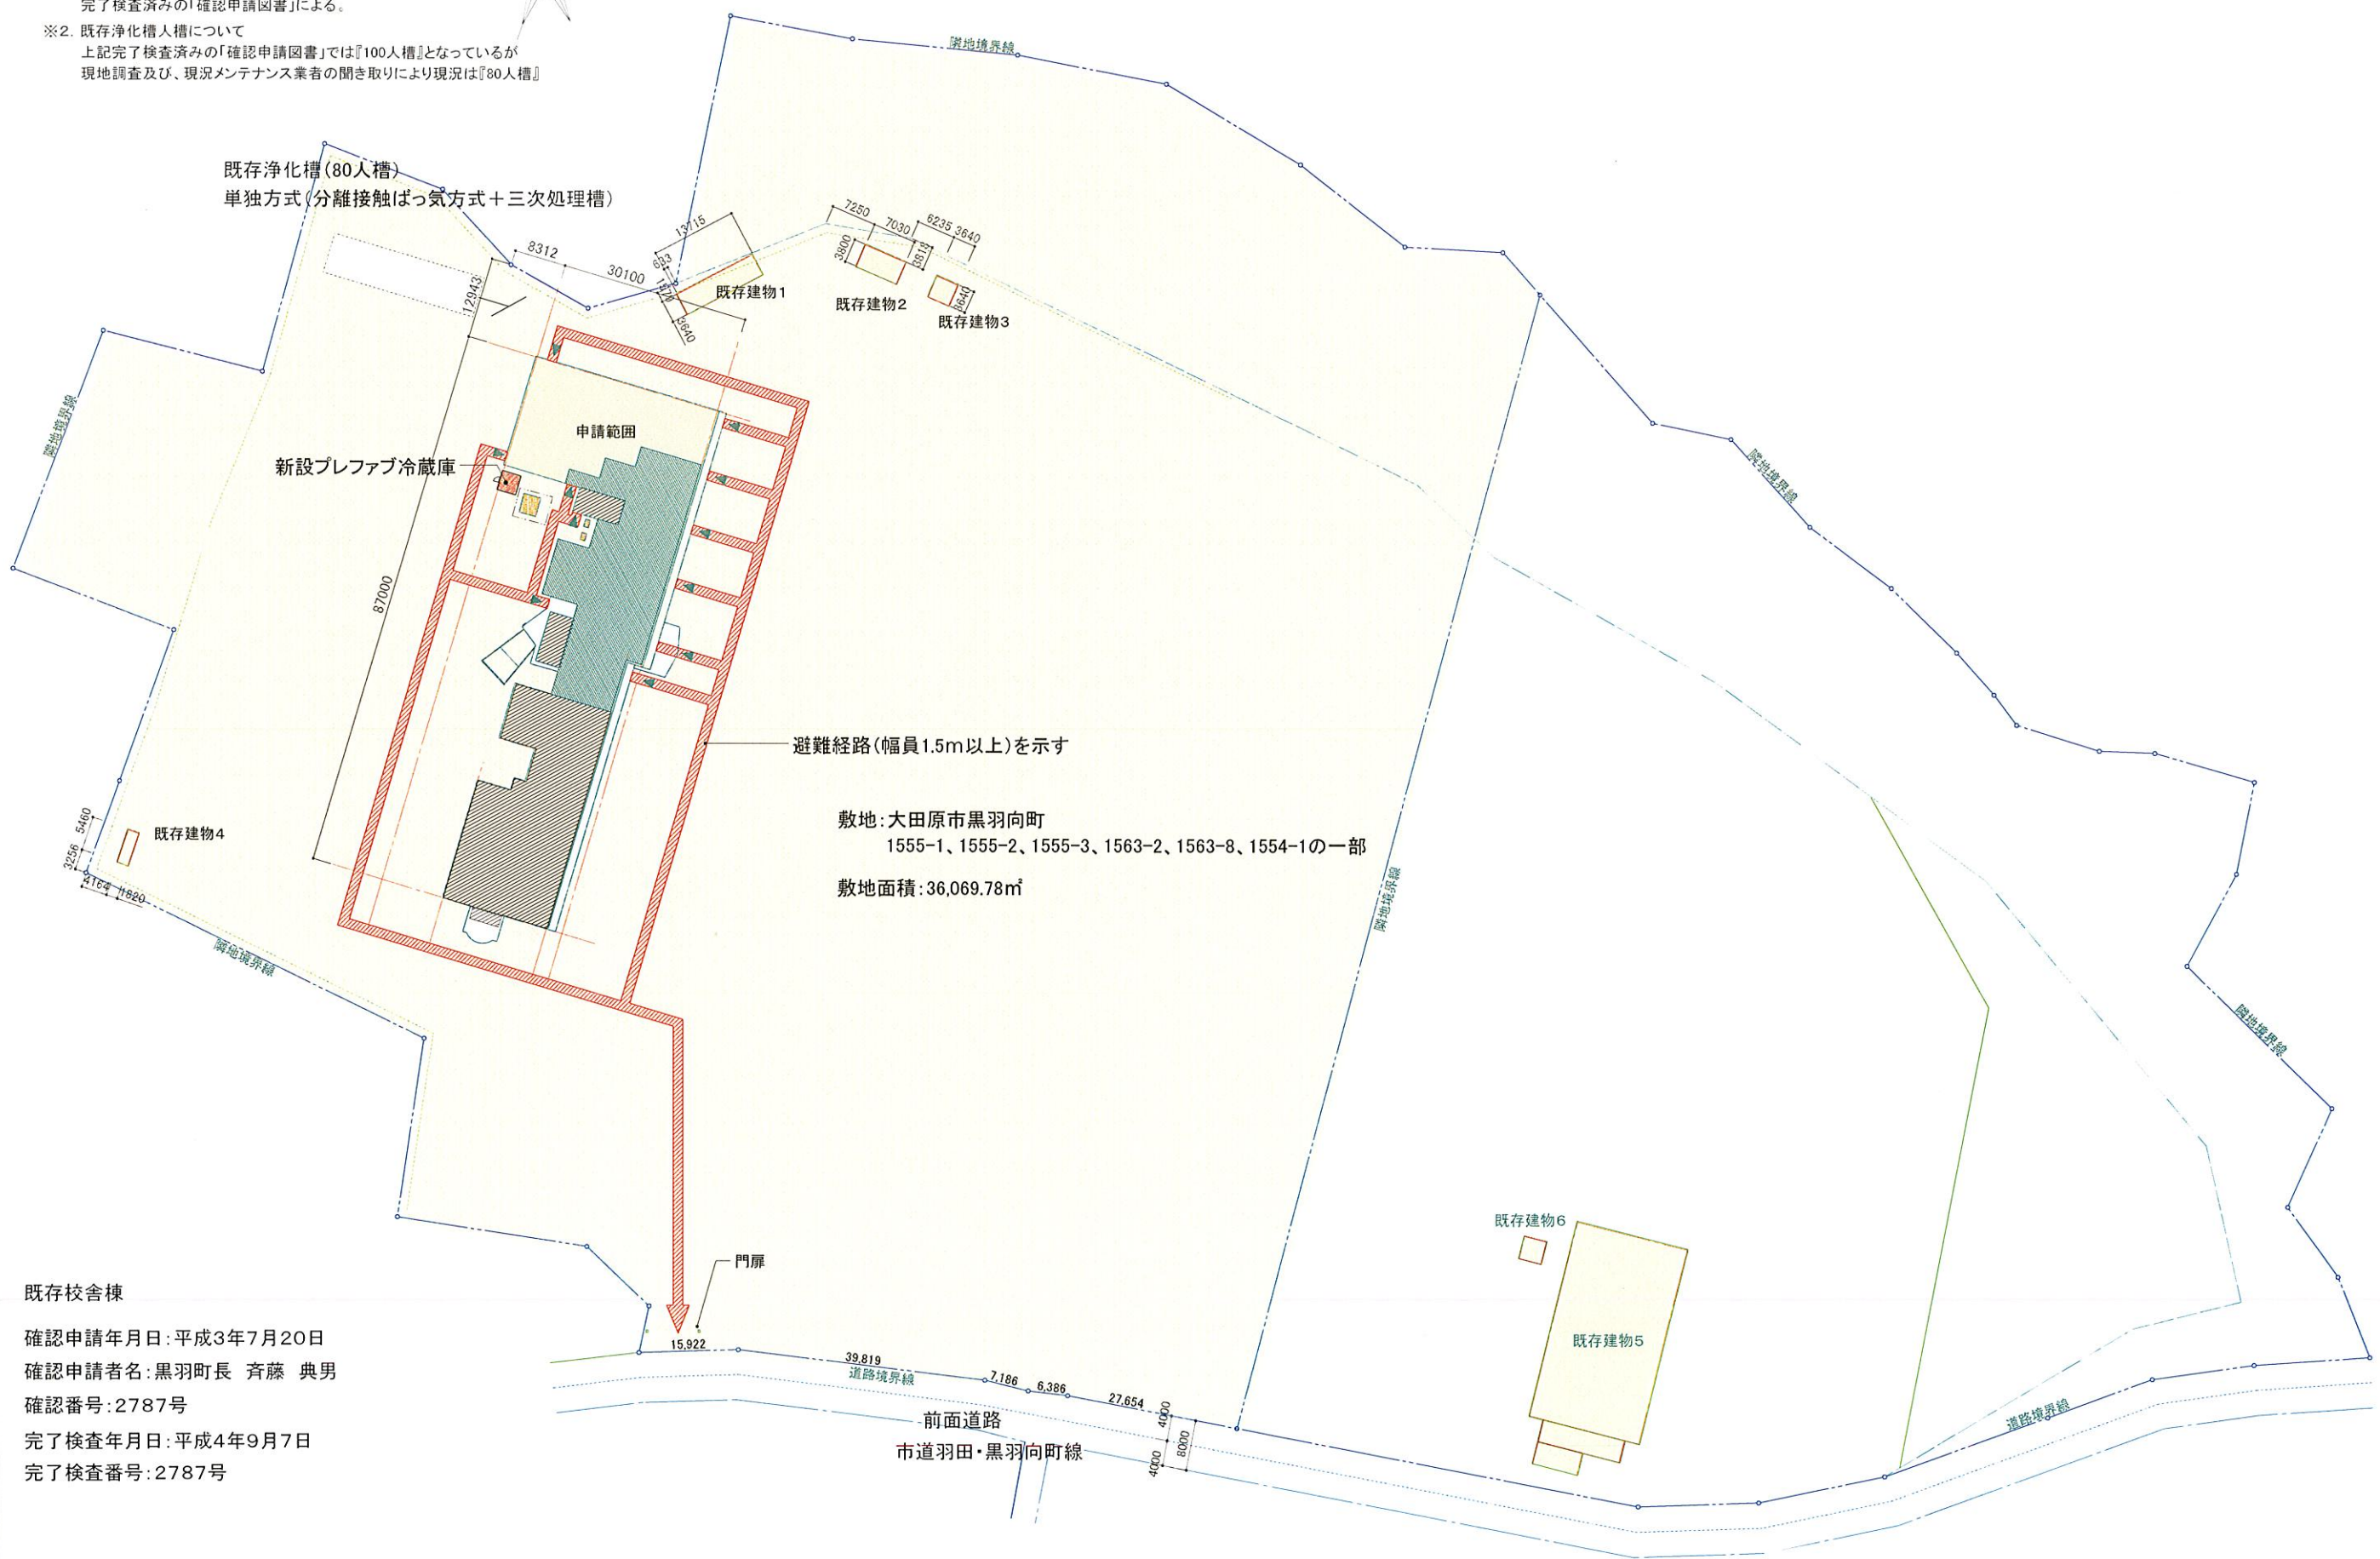 完了検査済みの「確認申請図書」による。
※2. 既存浄化槽人槽について
上記完了検査済みの「確認申請図書」では『100人槽』となっているが
現地調査及び、現況メンテナンス業者の聞き取りにより現況は『80人槽』
隣地境界線
既存浄化槽（80人槽）
単独方式（分離接触ばっ気方式＋三次処理槽）
8312
30100
12943
13715
633
3640
既存建物1
7250
7030
3800
3818
6235
3640
3640
既存建物2
既存建物3
隣地境界線
申請範囲
新設プレファブ冷蔵庫
隣地境界線
87000
避難経路（幅員1.5m以上）を示す
敷地：大田原市黒羽向町
1555-1、1555-2、1555-3、1563-2、1563-8、1554-1の一部
敷地面積：36,069.78㎡
既存建物4
5460
3256
4164
1820
隣地境界線
隣地境界線
隣地境界線
既存建物6
既存建物5
門扉
15,922
39,819
7,186
6,386
27,654
道路境界線
道路境界線
4000
4000
8000
前面道路
市道羽田・黒羽向町線
既存校舎棟
確認申請年月日：平成3年7月20日
確認申請者名：黒羽町長　斉藤　典男
確認番号：2787号
完了検査年月日：平成4年9月7日
完了検査番号：2787号